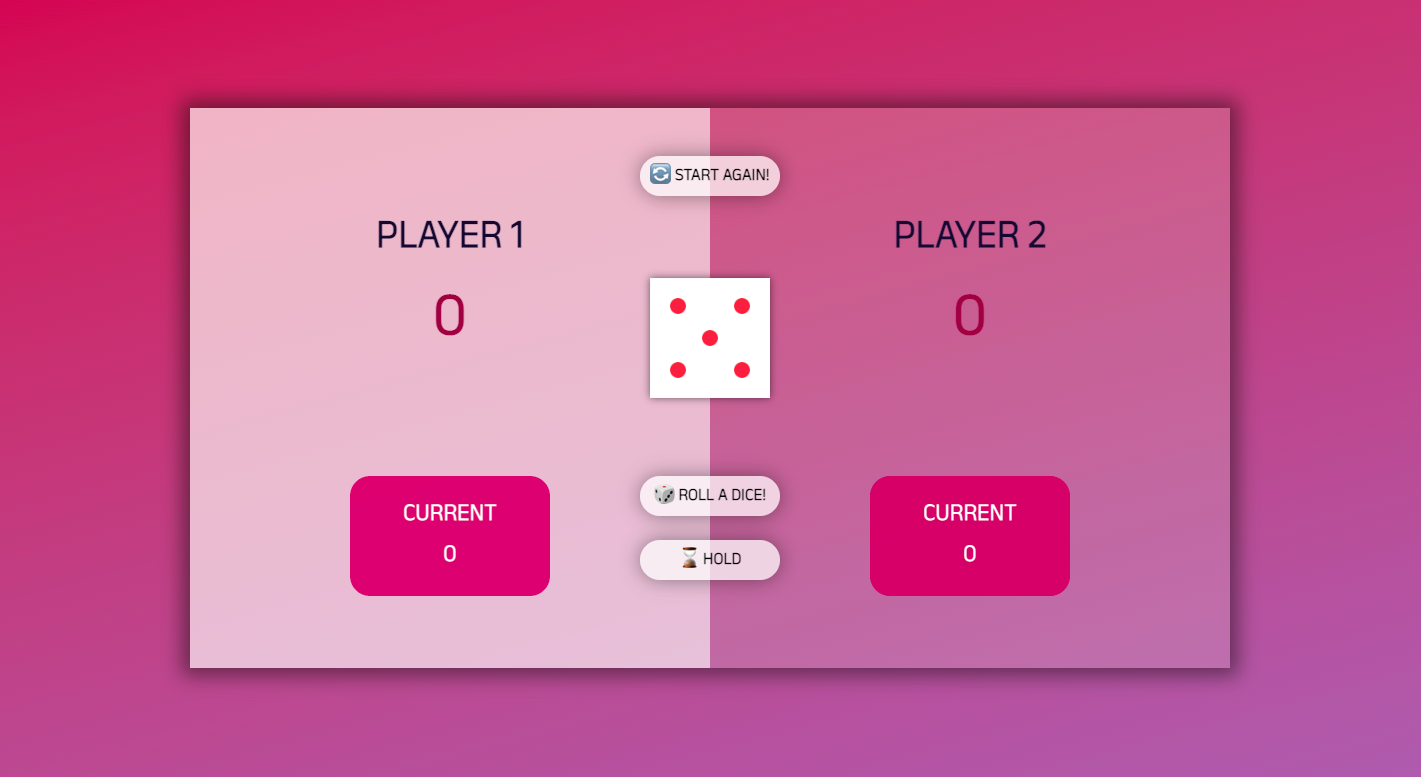 🔄 START AGAIN!
PLAYER 1
0
PLAYER 2
0
🎲 ROLL A DICE!
⏳ HOLD
CURRENT
0
CURRENT
0